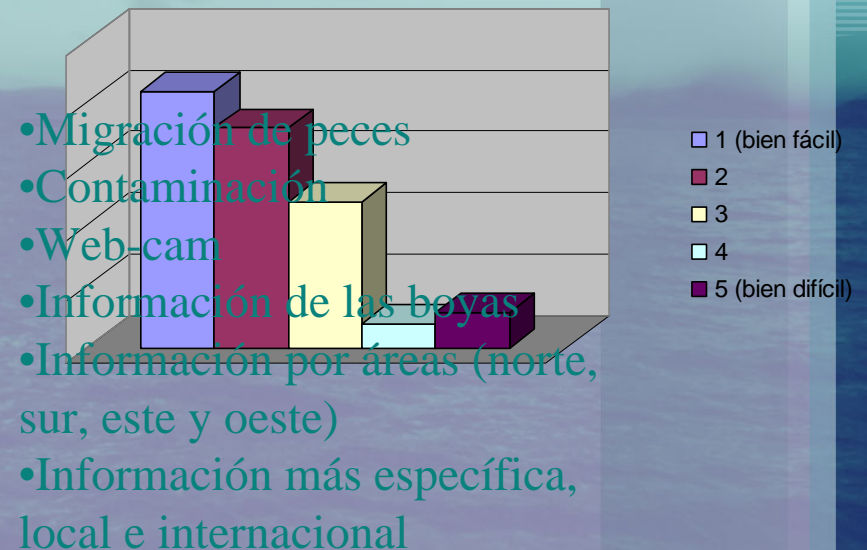 •Migración de peces
•Contaminación
•Web-cam
•Información de las boyas
•Información por áreas (norte,
sur, este y oeste)
•Información más específica,
local e internacional
1 (bien fácil)
2
3
4
5 (bien difícil)